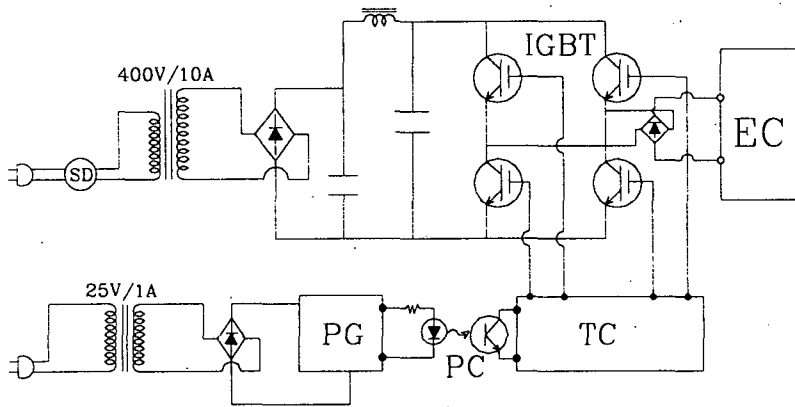 IGBT
400V/10A
EC
SD
25V/1A
PG
PC
TC